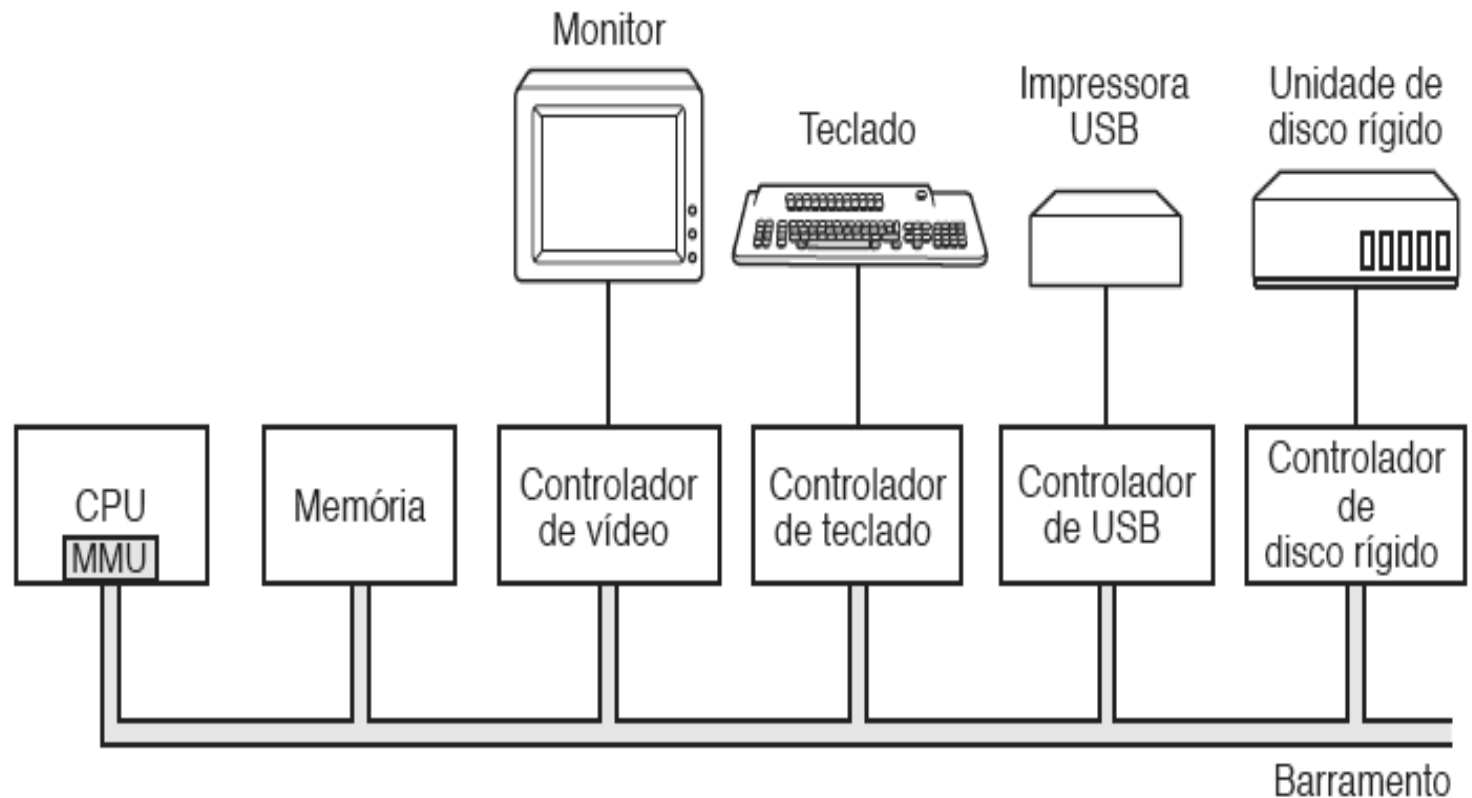 Monitor
Teclado
Impressora
USB
Unidade de
disco rígido
CPU
MMU
Memória
Controlador
de vídeo
Controlador
de teclado
Controlador
de USB
Controlador
de
disco rígido
Barramento